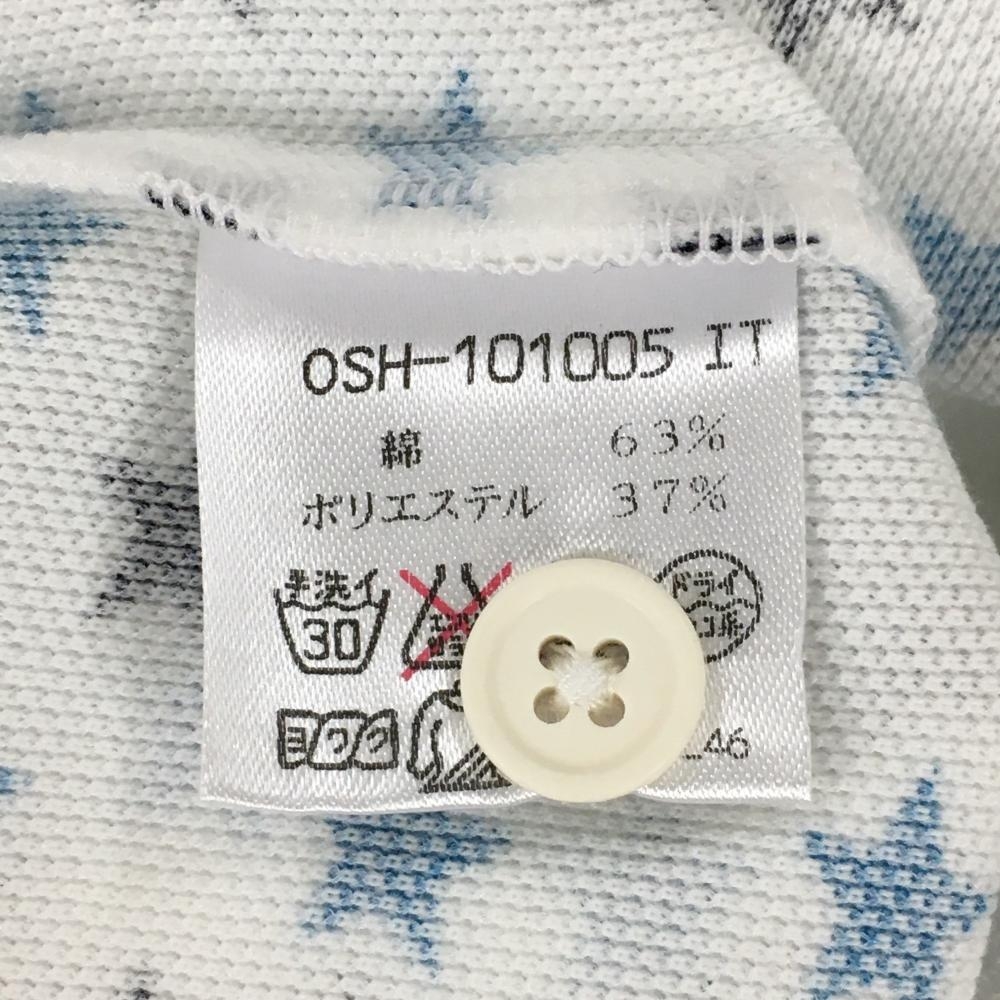 OSH-101005 IT
綿 63%
ポリエステル 37%
手洗イ 30 ドライ
ヨワク 46